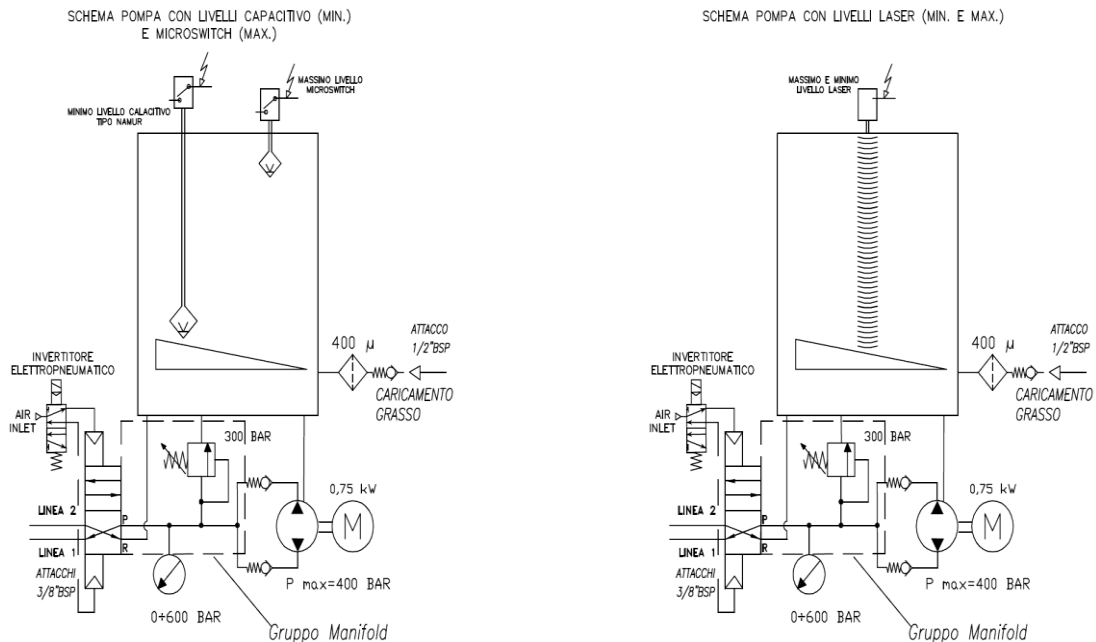 SCHEMA POMPA CON LIVELLI CAPACITIVO (MIN.)
E MICROSWITCH (MAX.)
MASSIMO LIVELLO
MICROSWITCH
MINIMO LIVELLO CALACITIVO
TIPO NAMUR
INVERTITORE
ELETTROPNEUMATICO
AIR
INLET
400 μ
ATTACCO
1/2"BSP
CARICAMENTO
GRASSO
300 BAR
0,75 kW
M
LINEA 2
P
LINEA 1
R
ATTACCHI
3/8"BSP
P max=400 BAR
0+600 BAR
Gruppo Manifold
SCHEMA POMPA CON LIVELLI LASER (MIN. E MAX.)
MASSIMO E MINIMO
LIVELLO LASER
INVERTITORE
ELETTROPNEUMATICO
AIR
INLET
400 μ
ATTACCO
1/2"BSP
CARICAMENTO
GRASSO
300 BAR
0,75 kW
M
LINEA 2
P
LINEA 1
R
ATTACCHI
3/8"BSP
P max=400 BAR
0+600 BAR
Gruppo Manifold